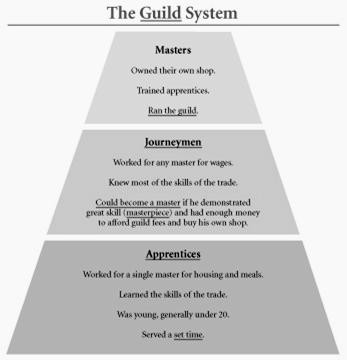 The Guild System
Masters
Owned their own shop.
Trained apprentices.
Ran the guild.
Journeymen
Worked for any master for wages.
Knew most of the skills of the trade.
Could become a master if he demonstrated
great skill (masterpiece) and had enough money
to afford guild fees and buy his own shop.
Apprentices
Worked for a single master for housing and meals.
Learned the skills of the trade.
Was young, generally under 20.
Served a set time.